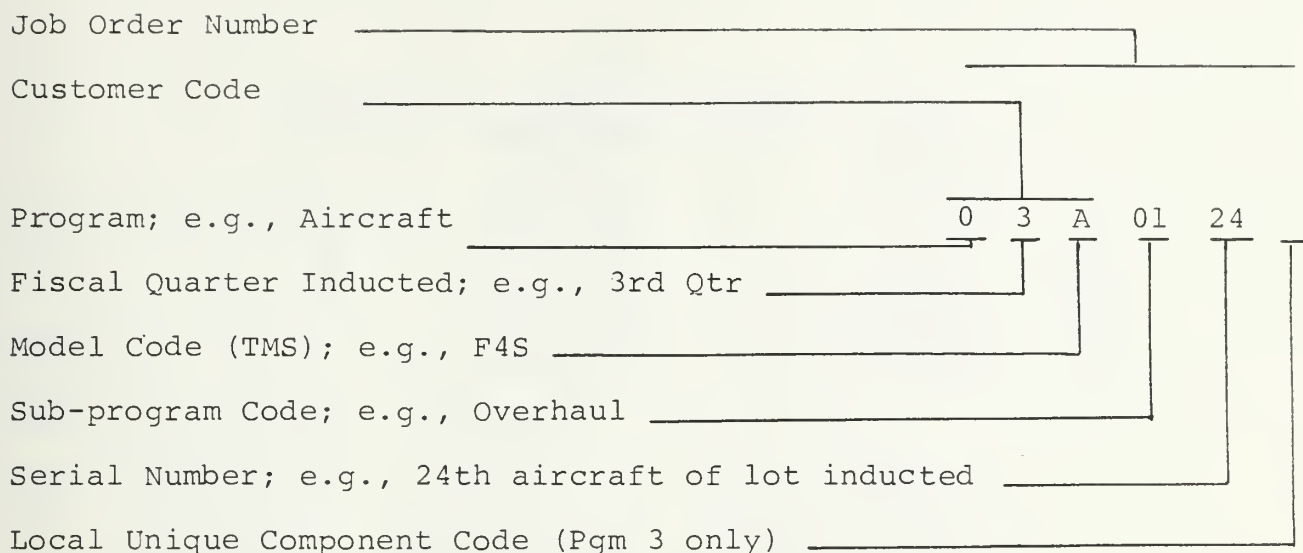 Job Order Number
Customer Code
Program; e.g., Aircraft 0 3 A 01 24
Fiscal Quarter Inducted; e.g., 3rd Qtr
Model Code (TMS); e.g., F4S
Sub-program Code; e.g., Overhaul
Serial Number; e.g., 24th aircraft of lot inducted
Local Unique Component Code (Pgm 3 only)